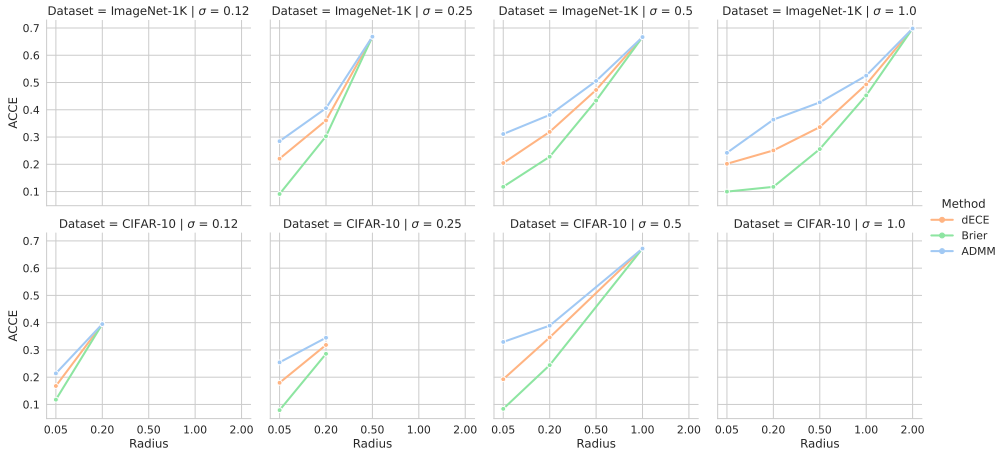 Dataset = ImageNet-1K | σ = 0.12
Dataset = ImageNet-1K | σ = 0.25
Dataset = ImageNet-1K | σ = 0.5
Dataset = ImageNet-1K | σ = 1.0
0.7
0.6
0.5
0.4
0.3
0.2
0.1
ACCE
Dataset = CIFAR-10 | σ = 0.12
Dataset = CIFAR-10 | σ = 0.25
Dataset = CIFAR-10 | σ = 0.5
Dataset = CIFAR-10 | σ = 1.0
0.7
0.6
0.5
0.4
0.3
0.2
0.1
ACCE
0.05 0.20 0.50 1.00 2.00
Radius
0.05 0.20 0.50 1.00 2.00
Radius
0.05 0.20 0.50 1.00 2.00
Radius
0.05 0.20 0.50 1.00 2.00
Radius
Method
dECE
Brier
ADMM